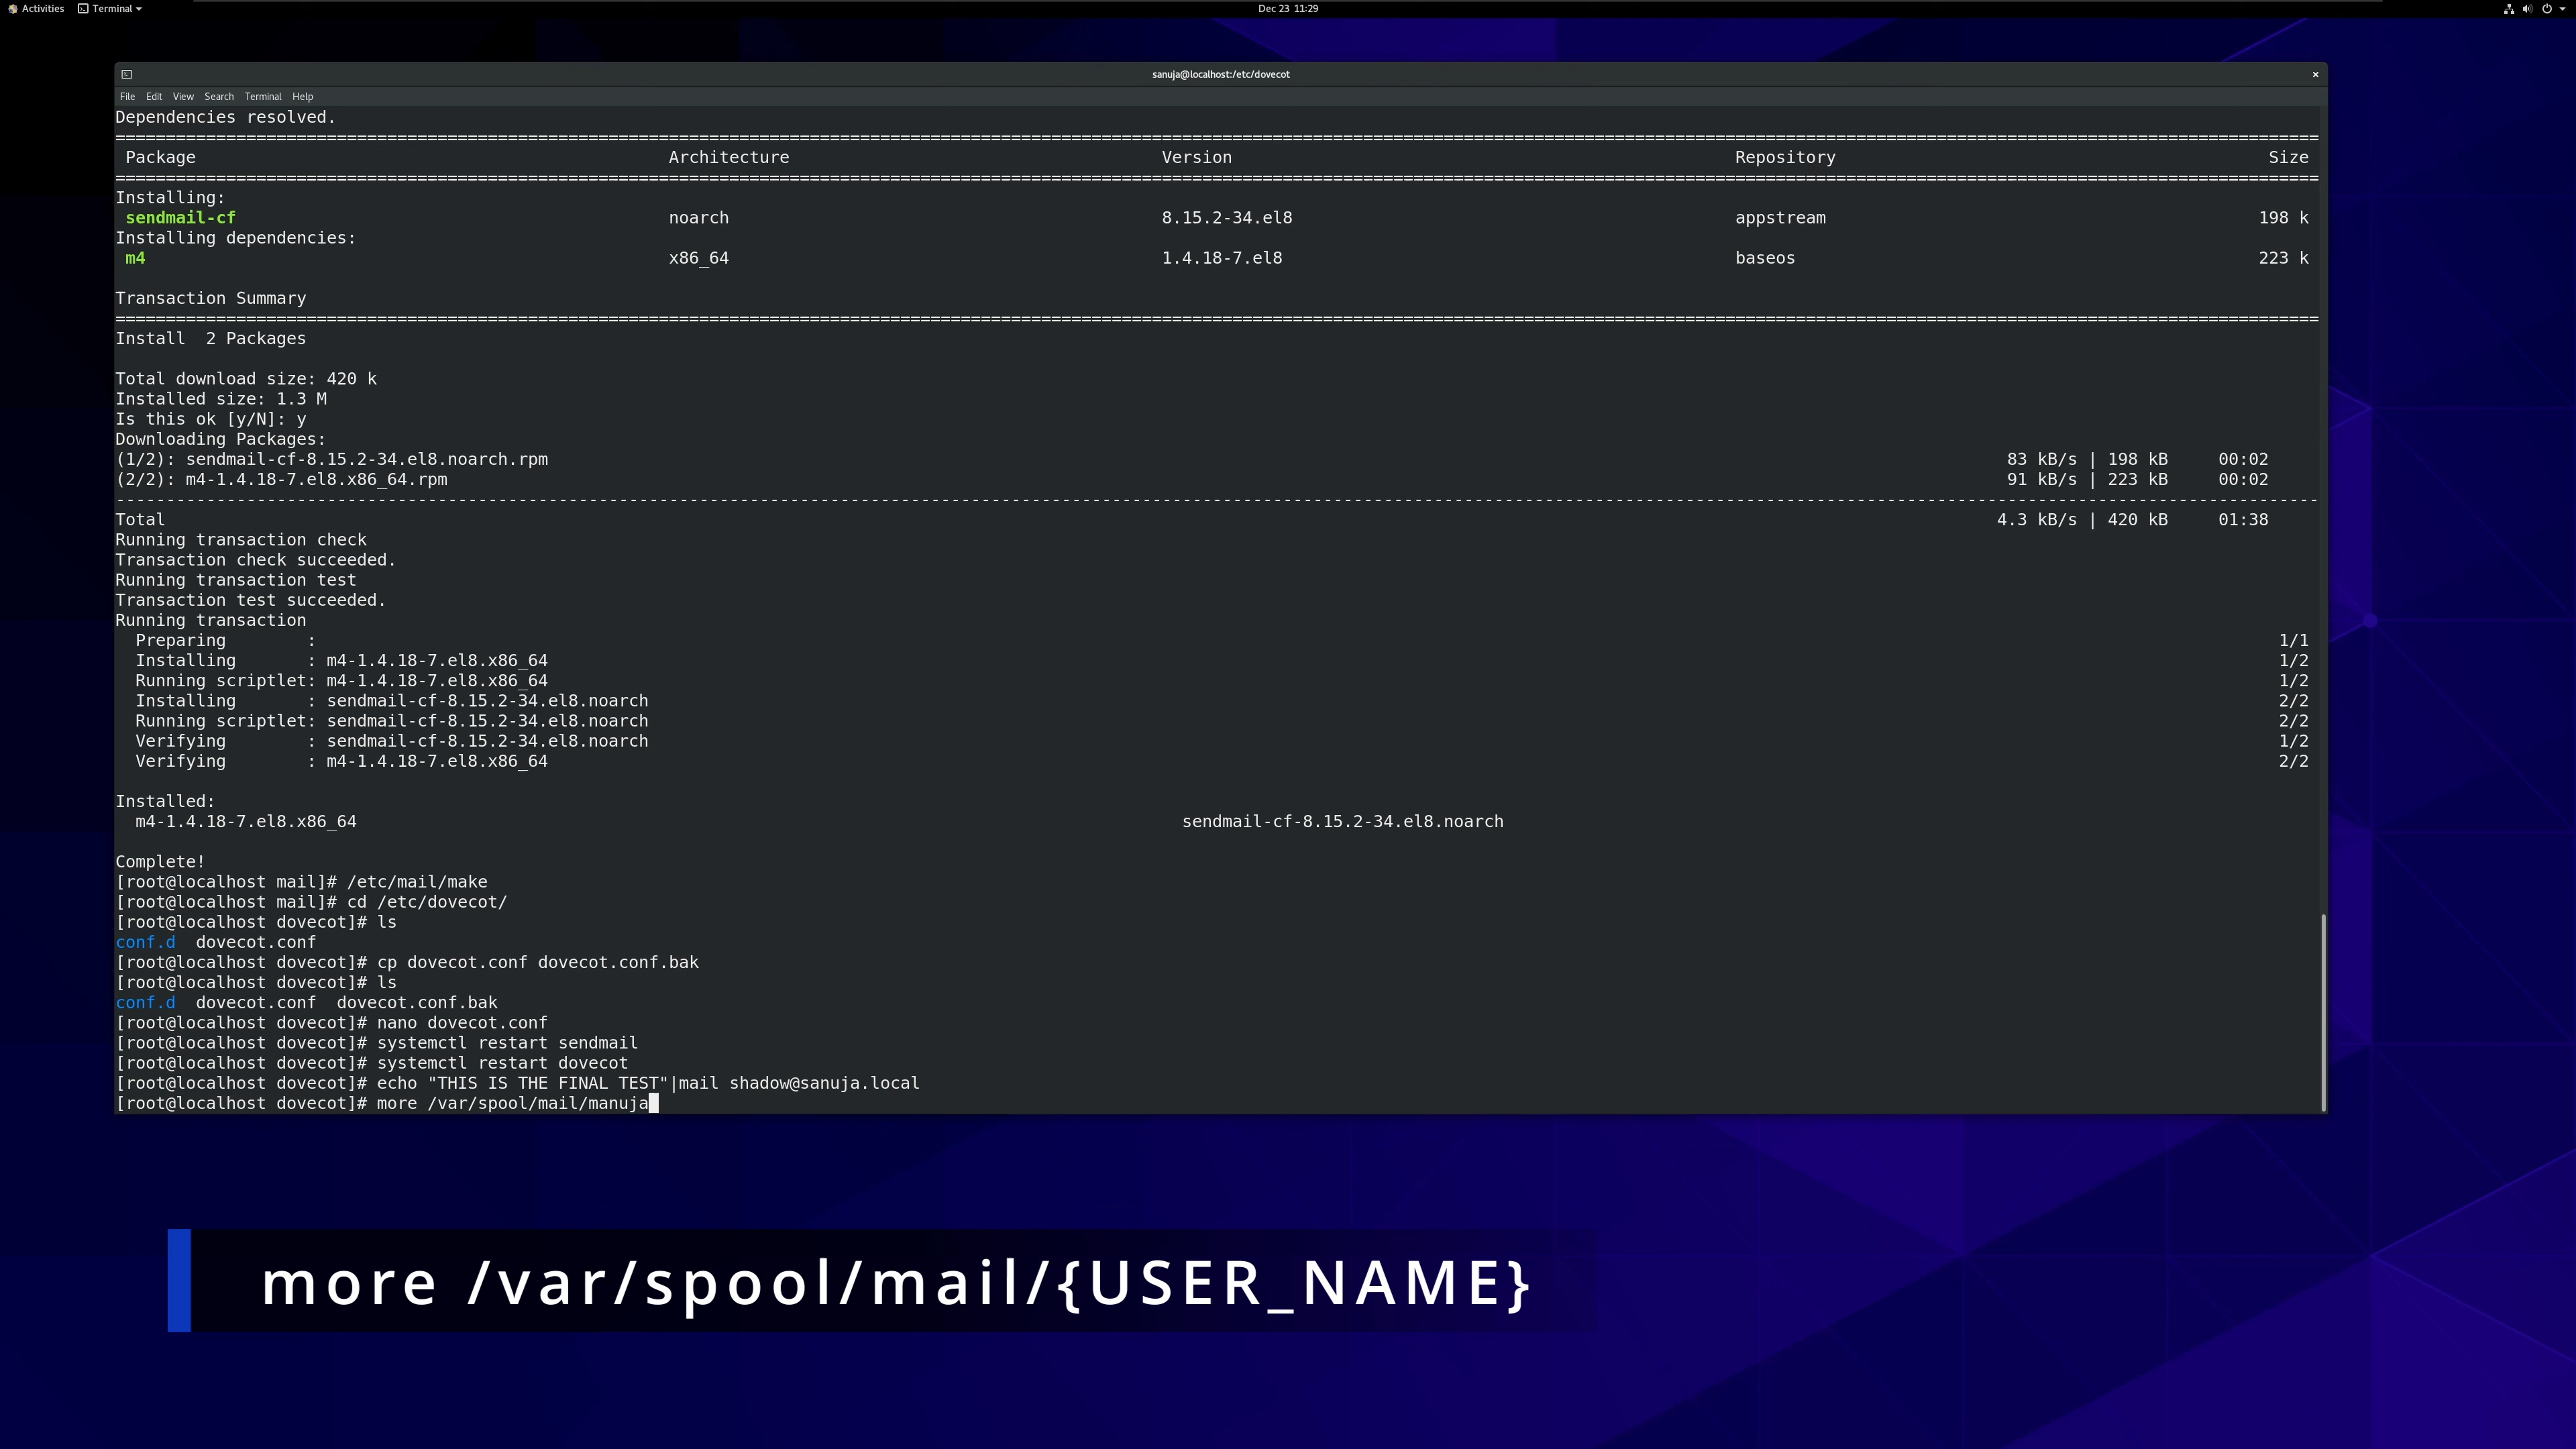 Activities Terminal Dec 23 11:29
sanuja@localhost:/etc/dovecot ×
File Edit View Search Terminal Help
Dependencies resolved.
================================================================================
Package Architecture Version Repository Size
================================================================================
Installing:
sendmail-cf noarch 8.15.2-34.el8 appstream 198 k
Installing dependencies:
m4 x86_64 1.4.18-7.el8 baseos 223 k
Transaction Summary
================================================================================
Install  2 Packages
Total download size: 420 k
Installed size: 1.3 M
Is this ok [y/N]: y
Downloading Packages:
(1/2): sendmail-cf-8.15.2-34.el8.noarch.rpm 83 kB/s | 198 kB 00:02
(2/2): m4-1.4.18-7.el8.x86_64.rpm 91 kB/s | 223 kB 00:02
--------------------------------------------------------------------------------
Total 4.3 kB/s | 420 kB 01:38
Running transaction check
Transaction check succeeded.
Running transaction test
Transaction test succeeded.
Running transaction
Preparing : 1/1
Installing : m4-1.4.18-7.el8.x86_64 1/2
Running scriptlet: m4-1.4.18-7.el8.x86_64 1/2
Installing : sendmail-cf-8.15.2-34.el8.noarch 2/2
Running scriptlet: sendmail-cf-8.15.2-34.el8.noarch 2/2
Verifying : sendmail-cf-8.15.2-34.el8.noarch 1/2
Verifying : m4-1.4.18-7.el8.x86_64 2/2
Installed:
m4-1.4.18-7.el8.x86_64 sendmail-cf-8.15.2-34.el8.noarch
Complete!
[root@localhost mail]# /etc/mail/make
[root@localhost mail]# cd /etc/dovecot/
[root@localhost dovecot]# ls
conf.d  dovecot.conf
[root@localhost dovecot]# cp dovecot.conf dovecot.conf.bak
[root@localhost dovecot]# ls
conf.d  dovecot.conf  dovecot.conf.bak
[root@localhost dovecot]# nano dovecot.conf
[root@localhost dovecot]# systemctl restart sendmail
[root@localhost dovecot]# systemctl restart dovecot
[root@localhost dovecot]# echo "THIS IS THE FINAL TEST"|mail shadow@sanuja.local
[root@localhost dovecot]# more /var/spool/mail/manuja
more /var/spool/mail/{USER_NAME}